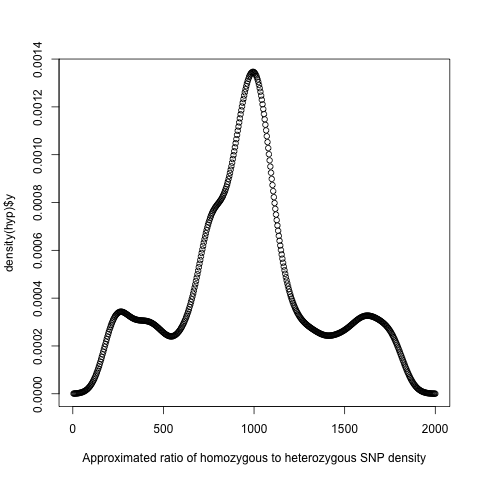 density(hyp)$y
0.0014
0.0012
0.0010
0.0008
0.0006
0.0004
0.0002
0.0000
0 500 1000 1500 2000
Approximated ratio of homozygous to heterozygous SNP density